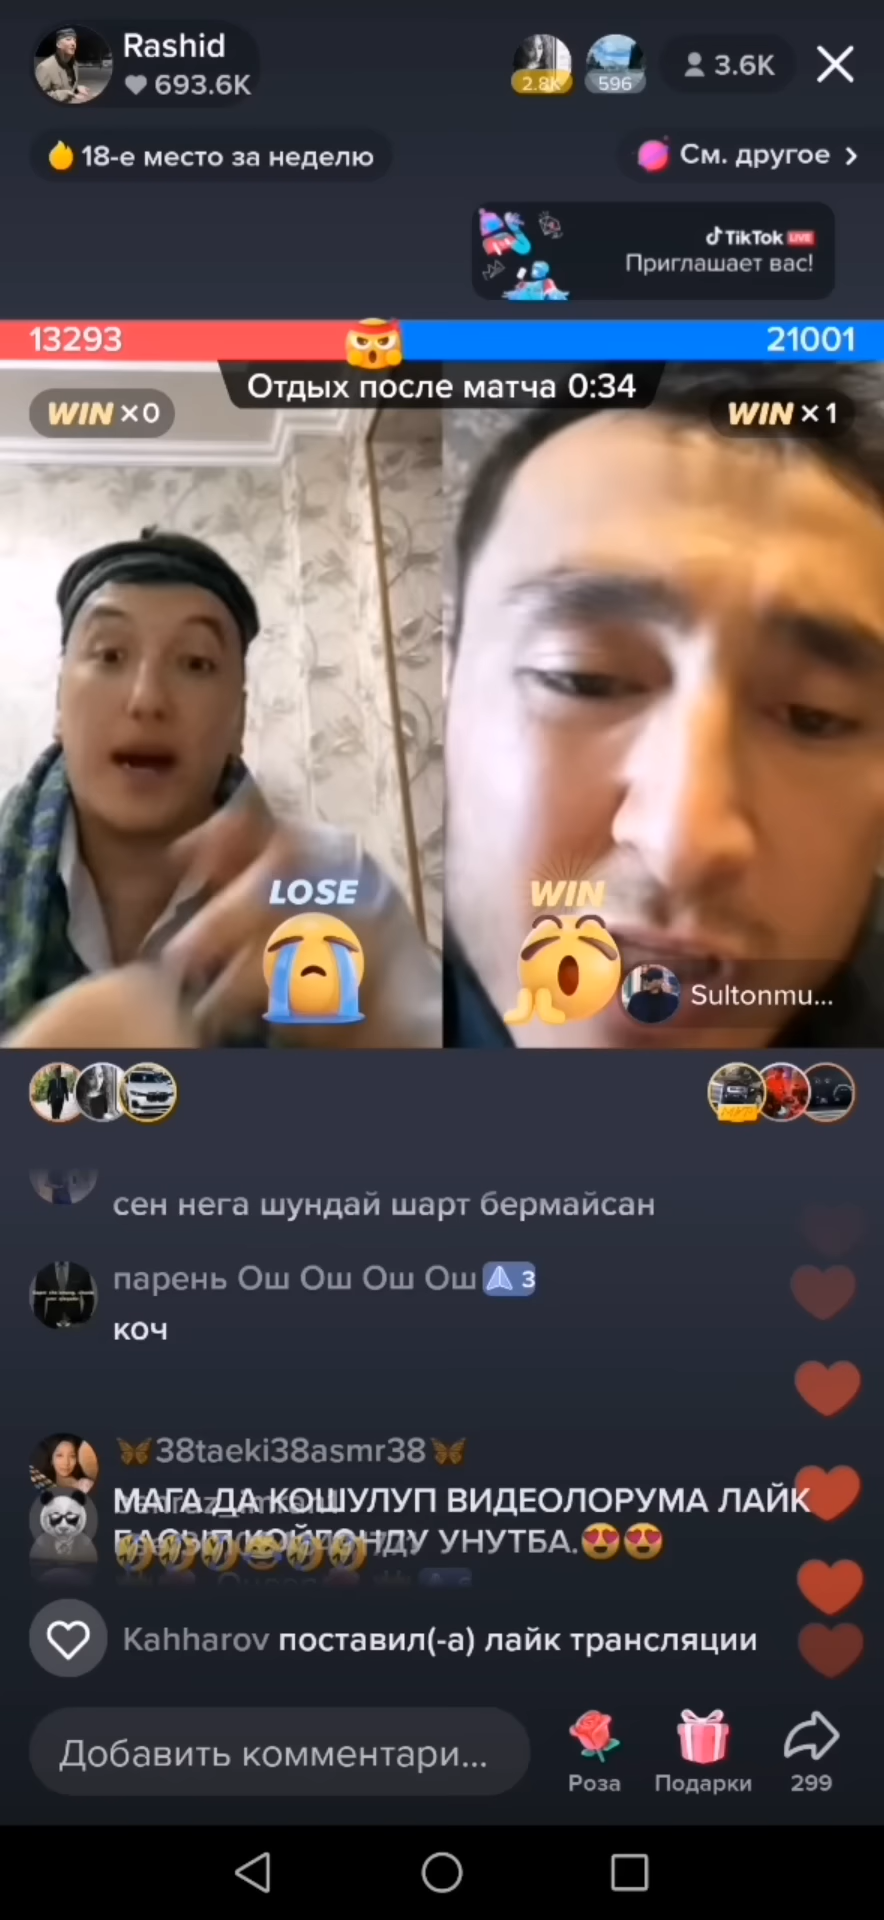 Rashid
693.6K
2.8K
596
3.6K
18-е место за неделю
См. другое
TikTok LIVE
Приглашает вас!
13293
21001
Отдых после матча 0:34
WIN ×0
WIN ×1
LOSE
WIN
Sultonmu...
сен нега шундай шарт бермайсан
парень Ош Ош Ош Ош 3
коч
🦋38taeki38asmr38🦋
МАГА ДА КОШУЛУП ВИДЕОЛОРУМА ЛАЙК
УНУТБА.😍😍
Kahharov поставил(-а) лайк трансляции
Добавить комментари...
Роза
Подарки
299